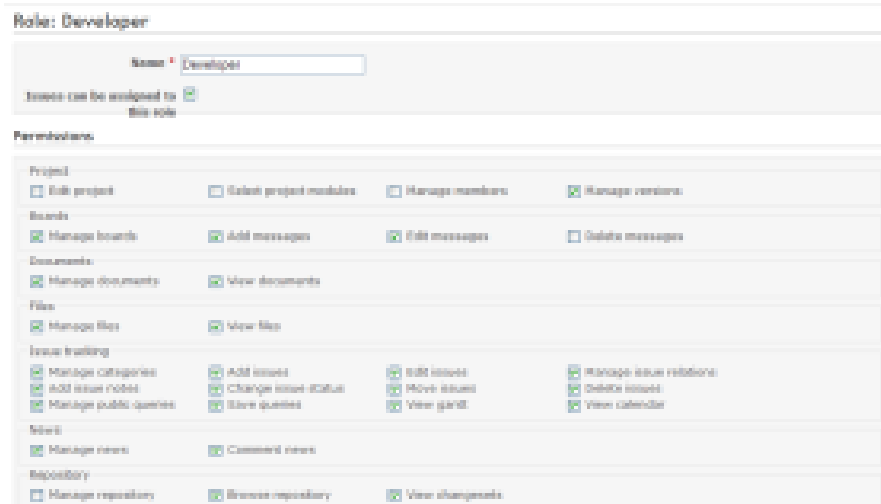 Role: Developer
Name * Developer
Issues can be assigned to
this role
Permissions
Project
Edit project Select project modules Manage members Manage versions
Boards
Manage boards Add messages Edit messages Delete messages
Documents
Manage documents View documents
Files
Manage files View files
Issue tracking
Manage categories Add issues Edit issues Manage issue relations
Add issue notes Change issue status Move issues Delete issues
Manage public queries Save queries View gantt View calendar
News
Manage news Comment news
Repository
Manage repository Browse repository View changesets